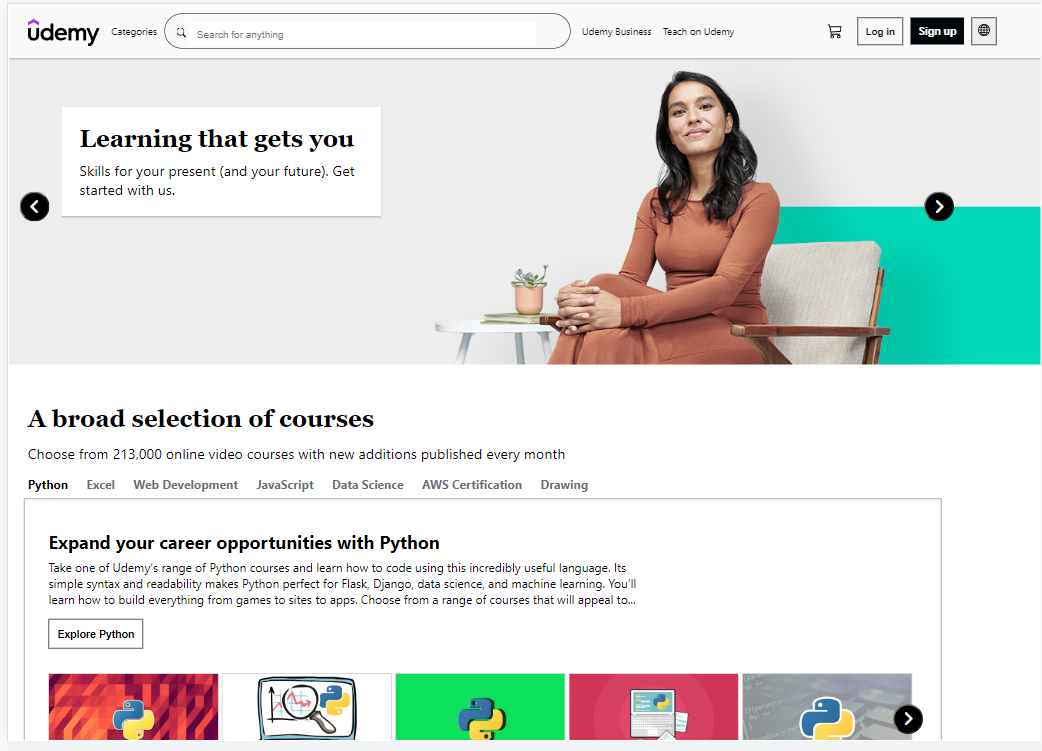 udemy
Categories
Search for anything
Udemy Business
Teach on Udemy
Log in
Sign up
Learning that gets you
Skills for your present (and your future). Get
started with us.
A broad selection of courses
Choose from 213,000 online video courses with new additions published every month
Python
Excel
Web Development
JavaScript
Data Science
AWS Certification
Drawing
Expand your career opportunities with Python
Take one of Udemy’s range of Python courses and learn how to code using this incredibly useful language. Its
simple syntax and readability makes Python perfect for Flask, Django, data science, and machine learning. You’ll
learn how to build everything from games to sites to apps. Choose from a range of courses that will appeal to...
Explore Python